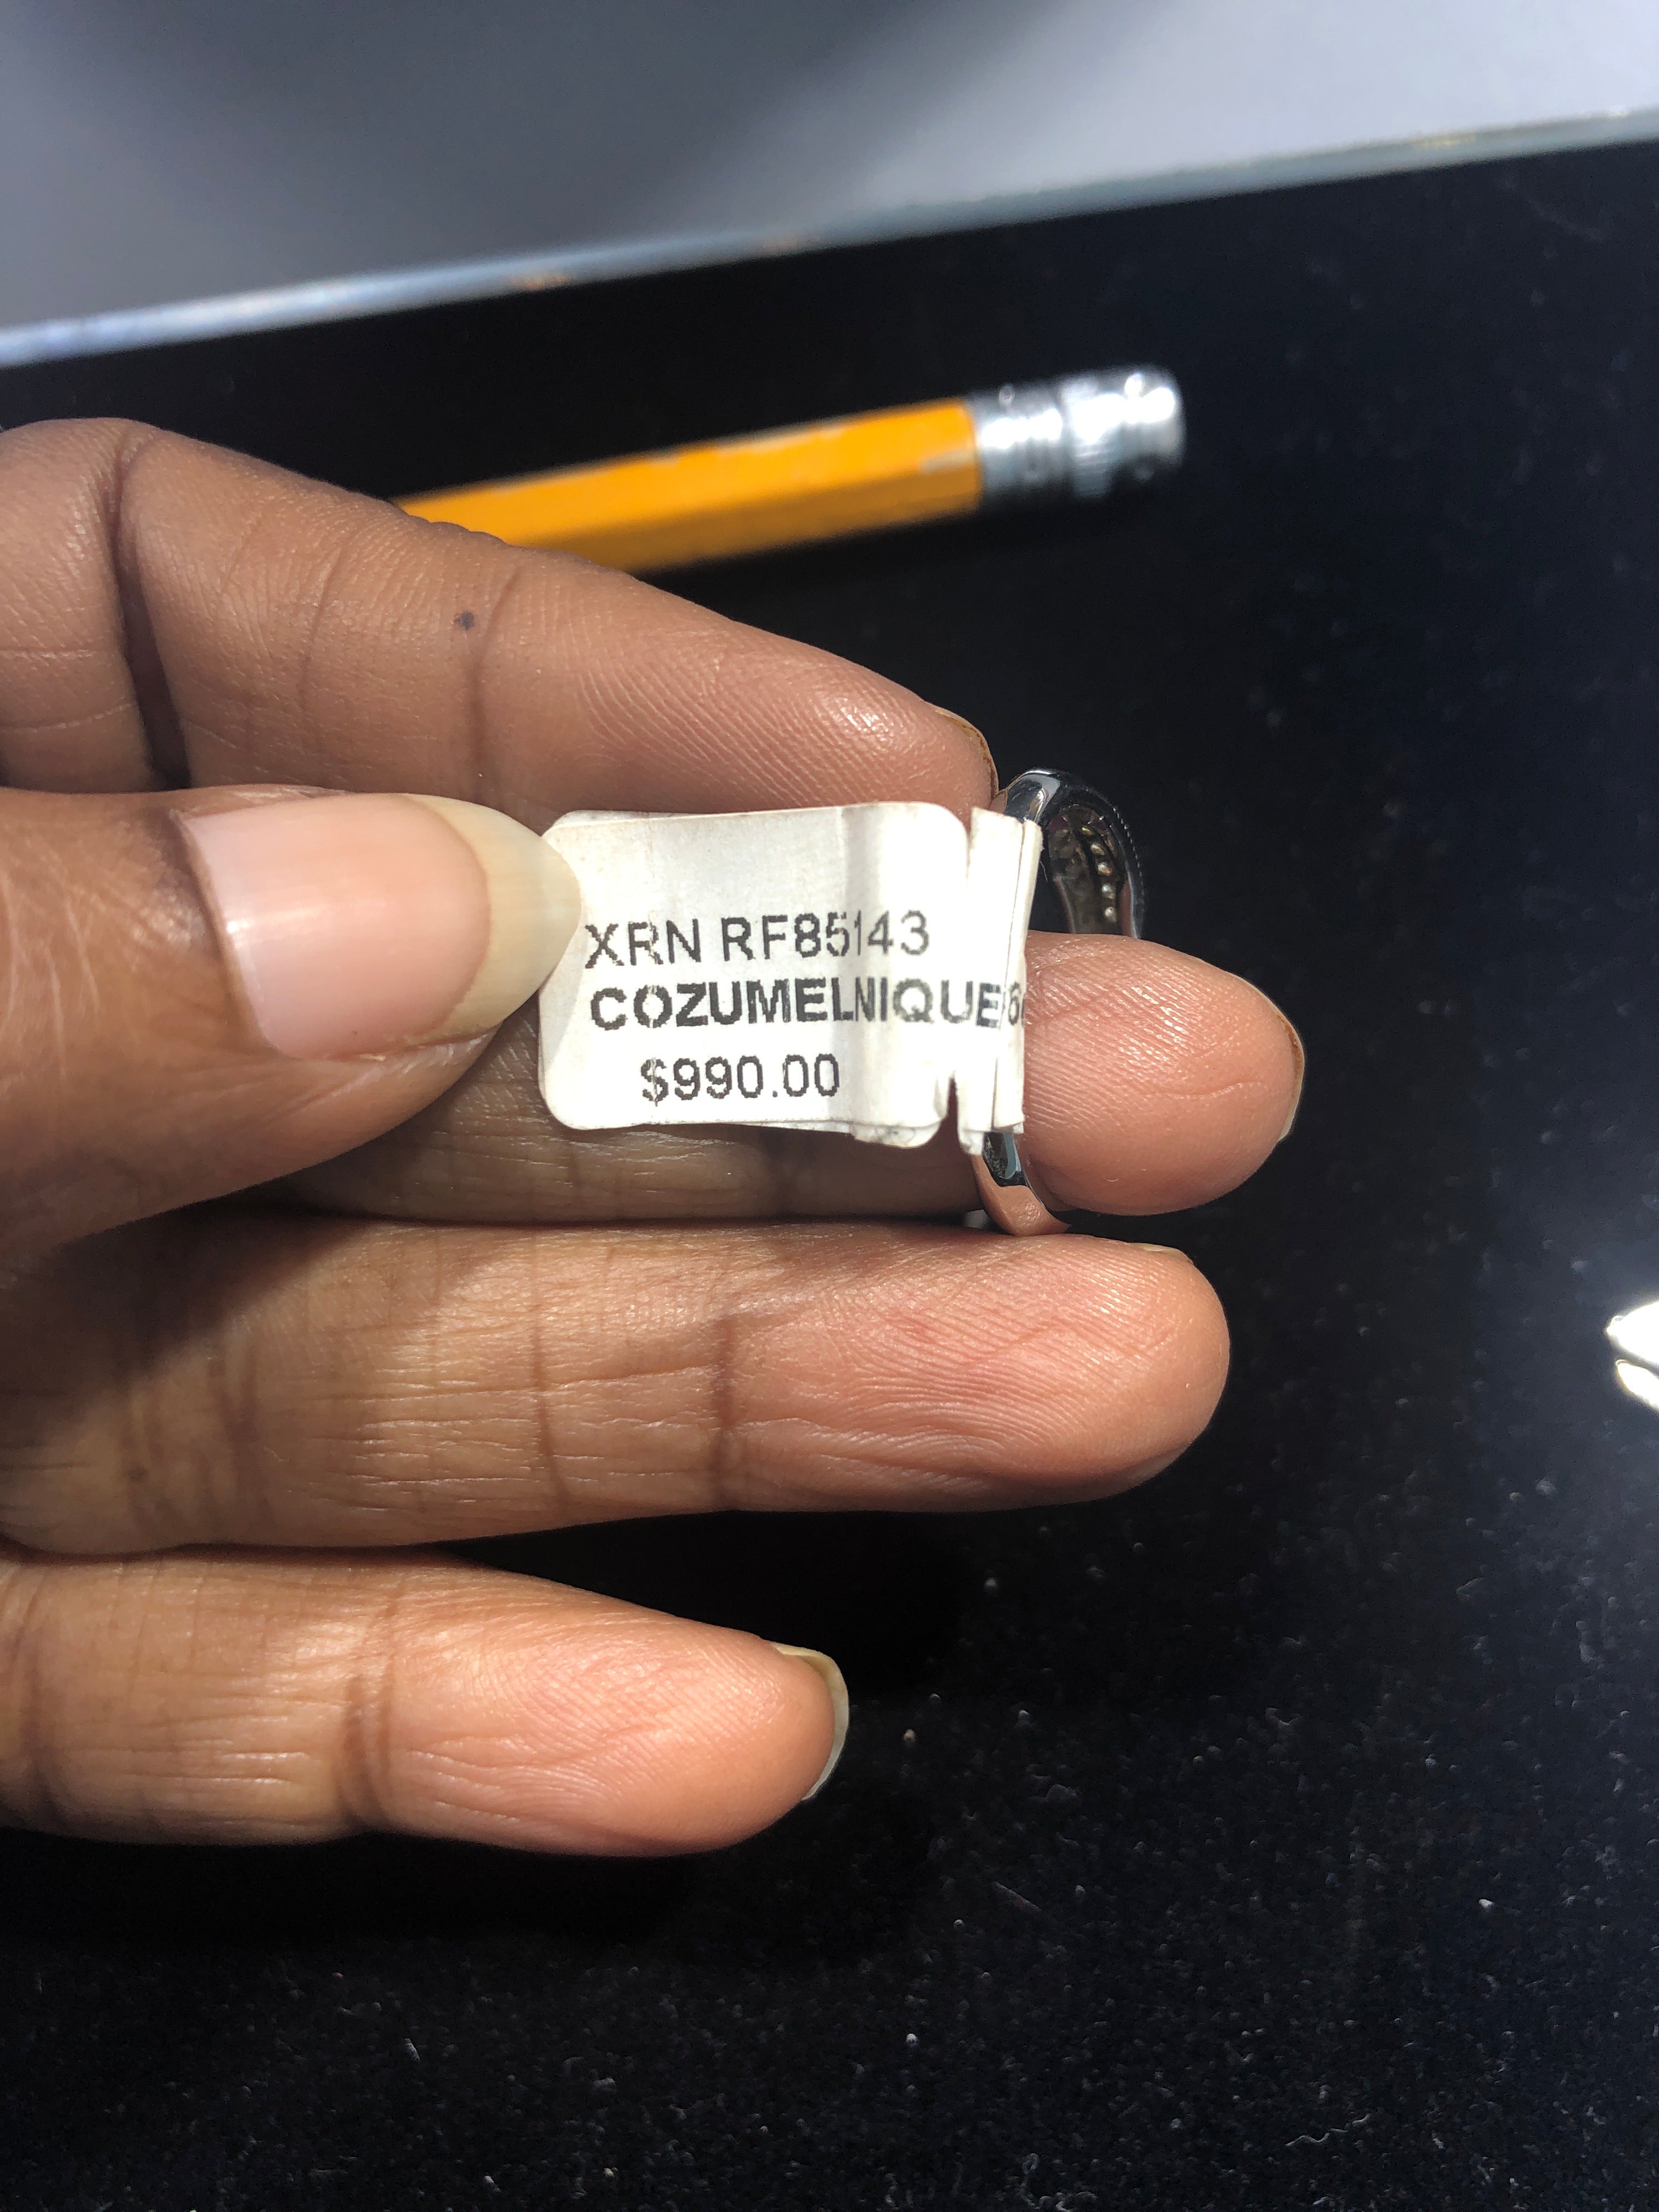 XRN RF85143
COZUMELNIQUE
$990.00